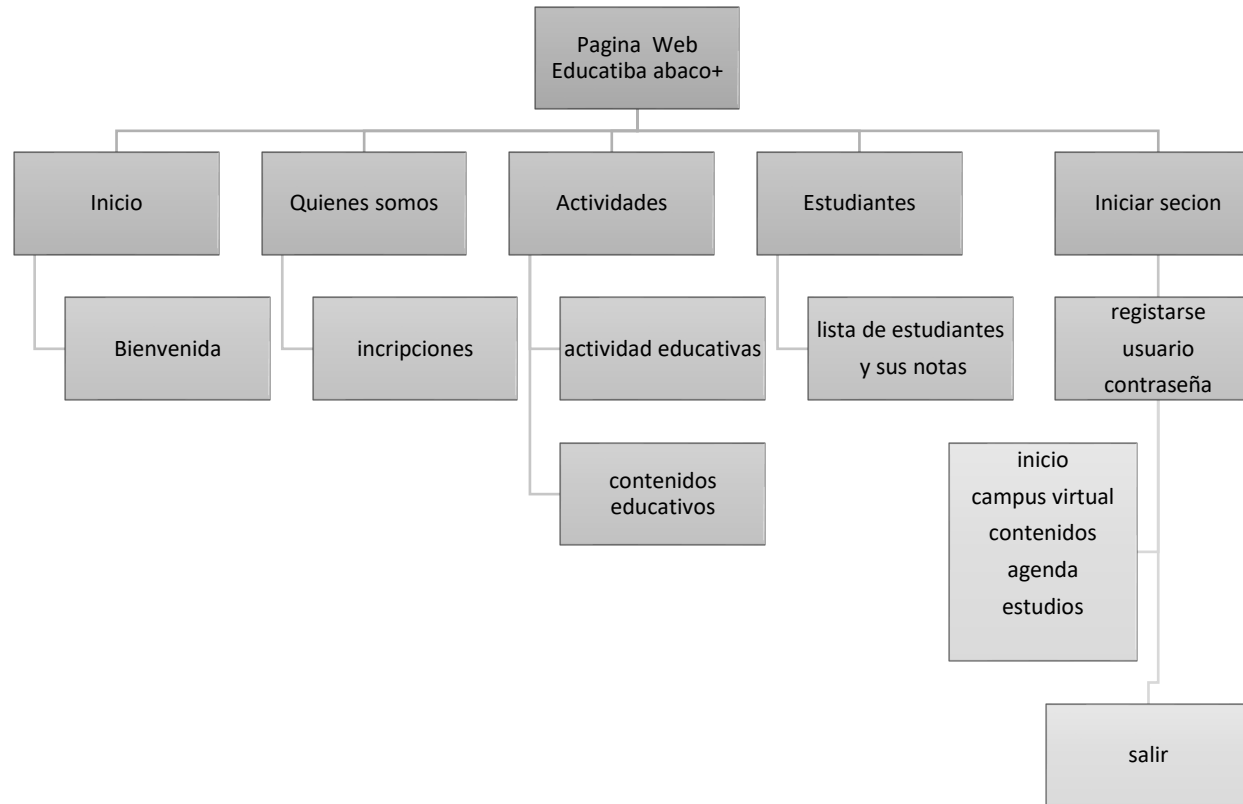 Pagina Web
Educatiba abaco+
Inicio
Quienes somos
Actividades
Estudiantes
Iniciar secion
Bienvenida
incripciones
actividad educativas
lista de estudiantes
y sus notas
registarse
usuario
contraseña
contenidos
educativos
inicio
campus virtual
contenidos
agenda
estudios
salir